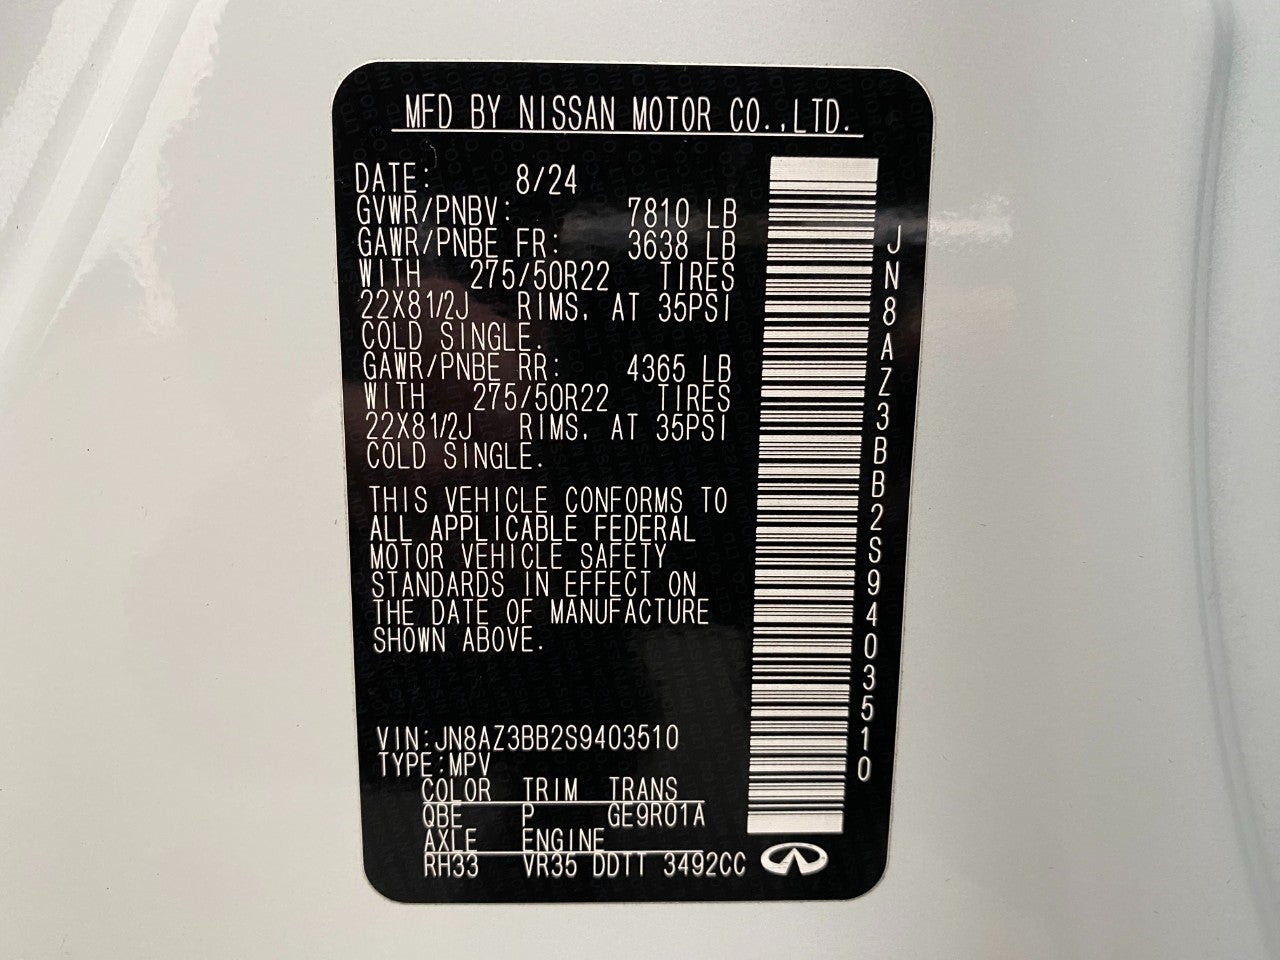 MFD BY NISSAN MOTOR CO.,LTD.
DATE: 8/24
GVWR/PNBV: 7810 LB
GAWR/PNBE FR: 3638 LB
WITH 275/50R22 TIRES
22X81/2J RIMS, AT 35PSI
COLD SINGLE.
GAWR/PNBE RR: 4365 LB
WITH 275/50R22 TIRES
22X81/2J RIMS, AT 35PSI
COLD SINGLE.
THIS VEHICLE CONFORMS TO
ALL APPLICABLE FEDERAL
MOTOR VEHICLE SAFETY
STANDARDS IN EFFECT ON
THE DATE OF MANUFACTURE
SHOWN ABOVE.
VIN:JN8AZ3BB2S9403510
TYPE:MPV
COLOR TRIM TRANS
QBE P GE9R01A
AXLE ENGINE
RH33 VR35 DDTT 3492CC
JN8AZ3BB2S9403510